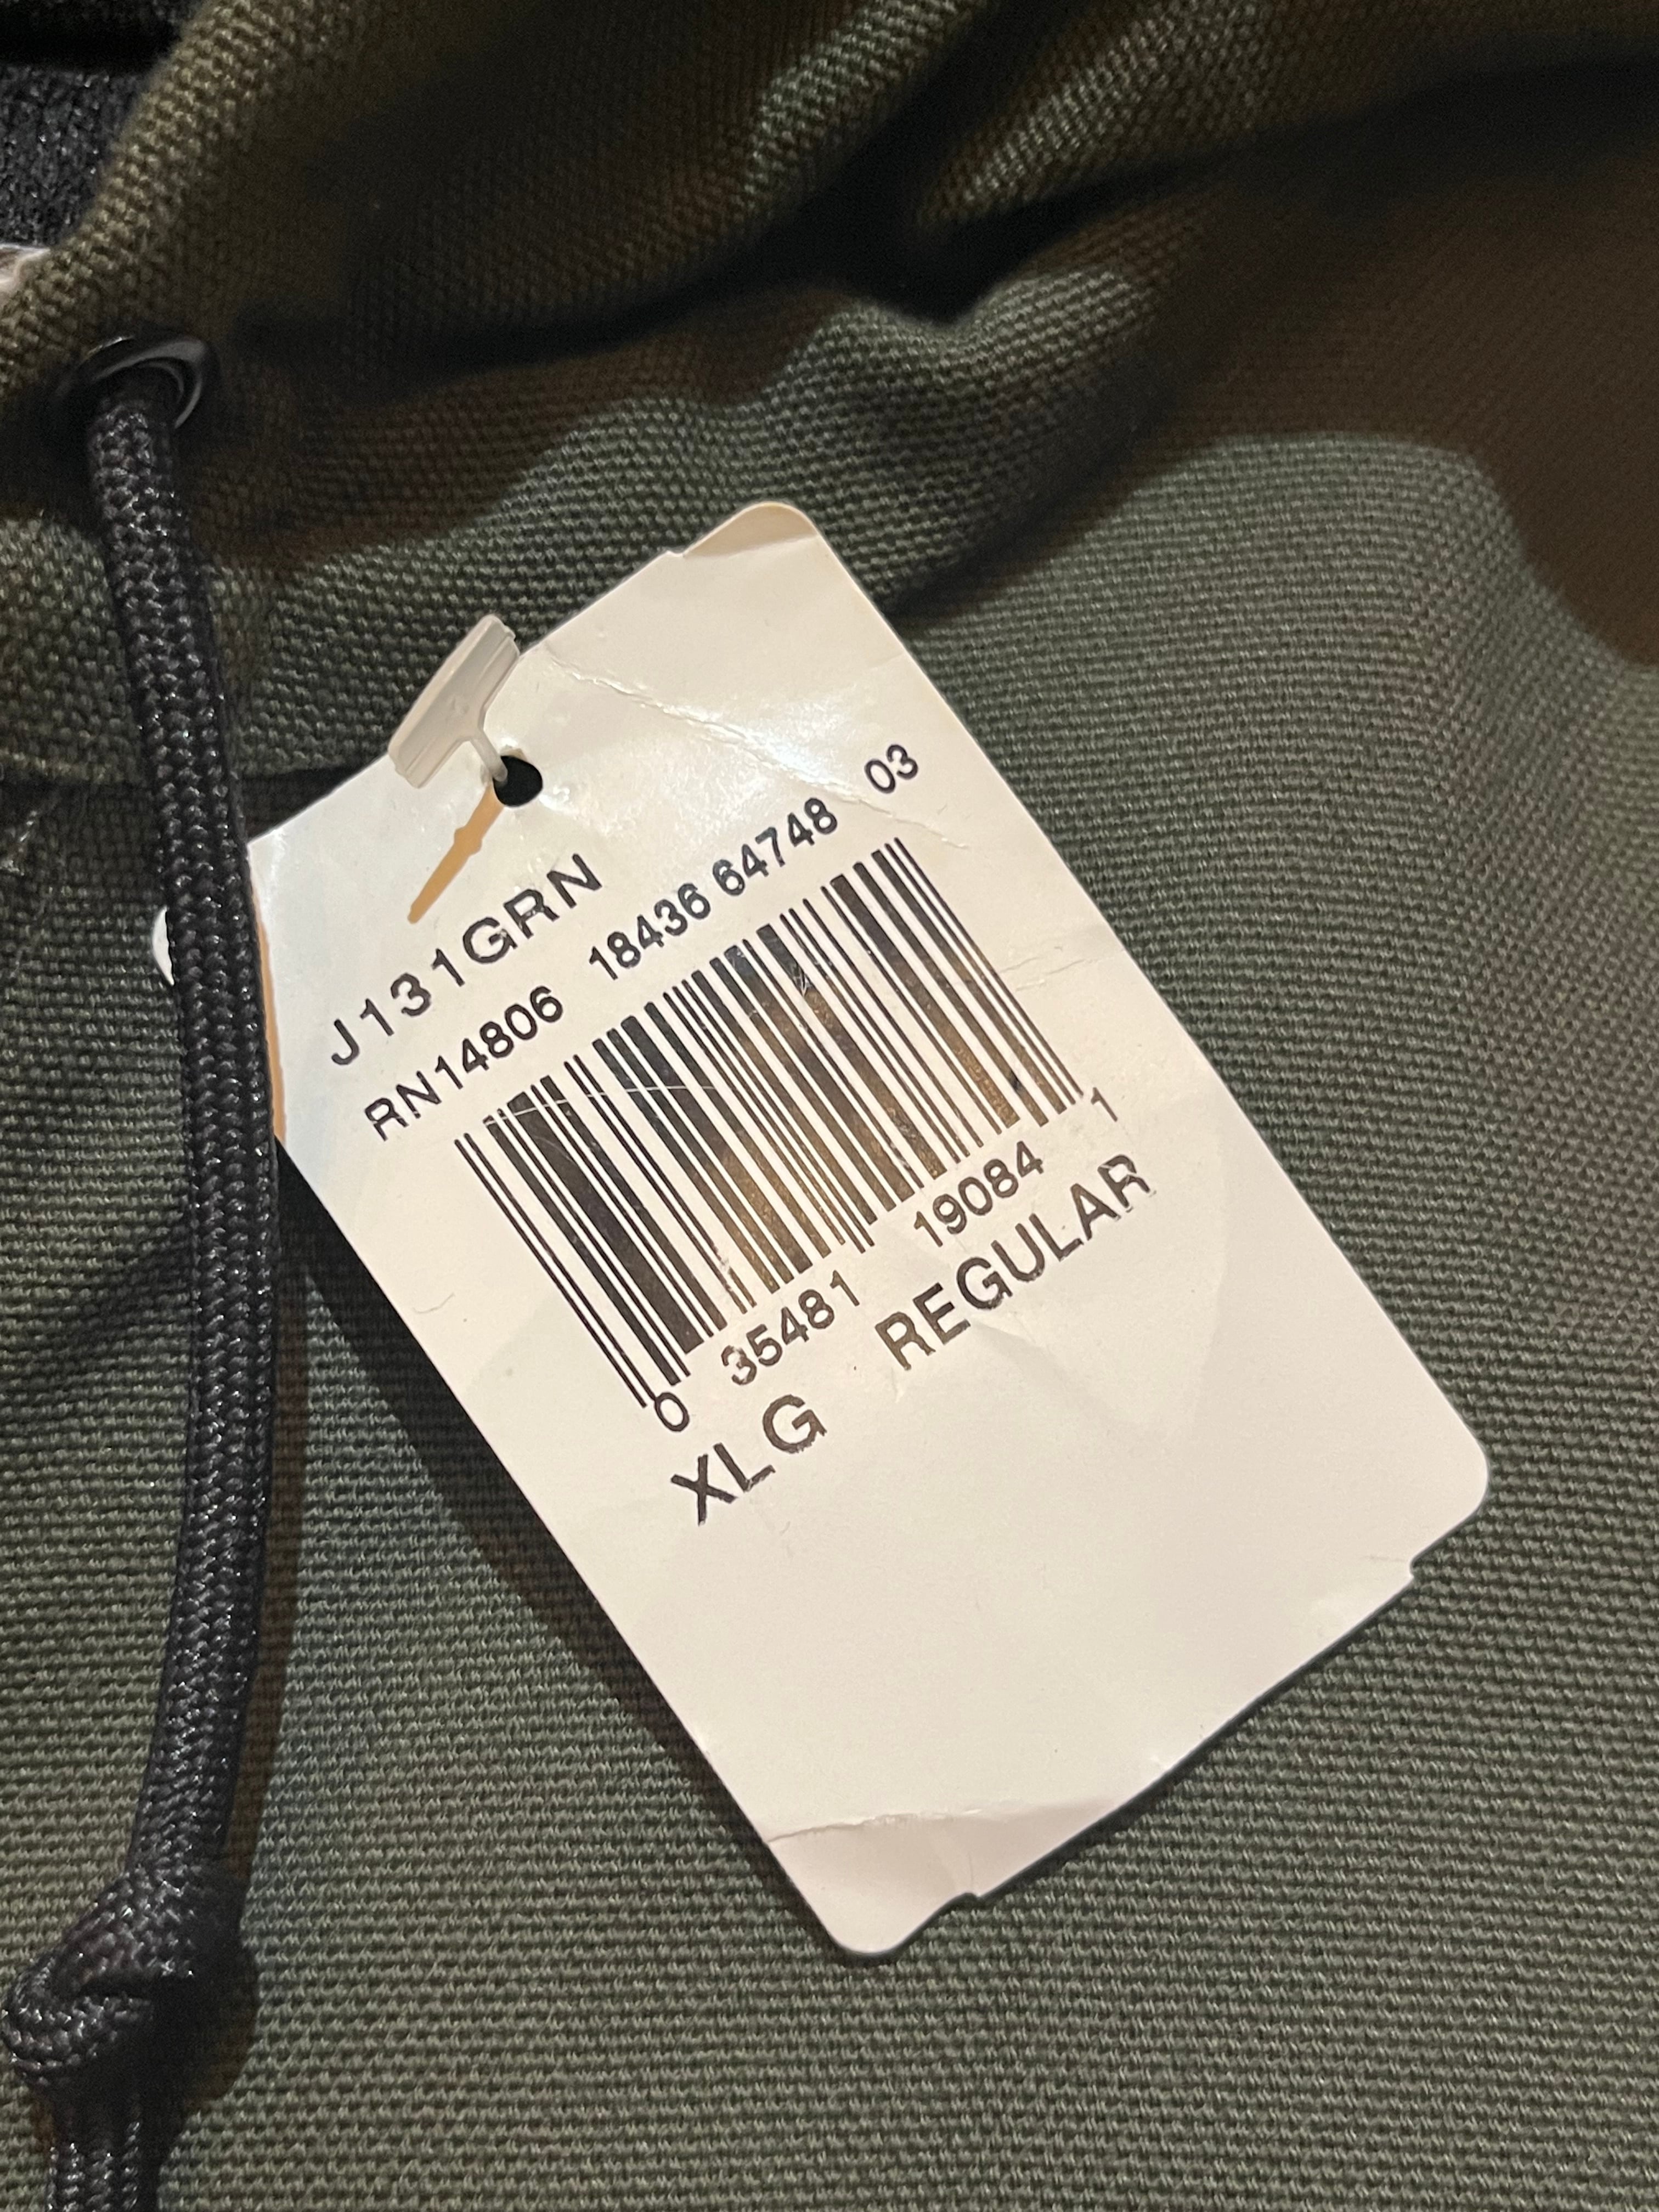 J131GRN
RN14806 18436 64748 03
0 35481 19084 1
XLG REGULAR